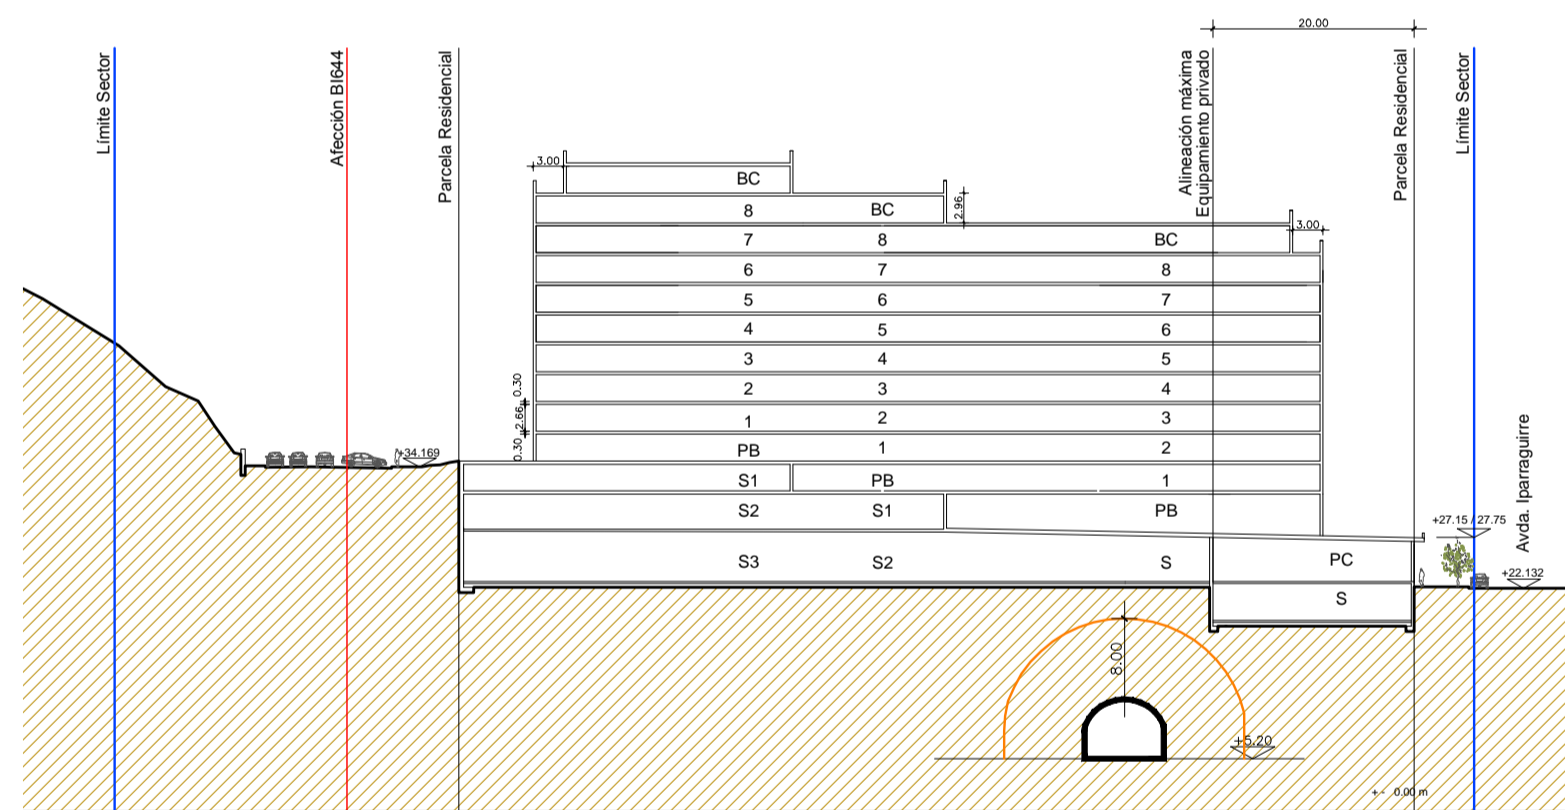 20.00
Límite Sector
Afección BI644
Parcela Residencial
Alineación máxima
Equipamiento privado
Parcela Residencial
Límite Sector
3.00
BC
8 BC
2.96
7 8 BC
3.00
6 7 8
5 6 7
4 5 6
3 4 5
2 3 4
0.30
1 2 3
2.66
PB 1 2
0.30
+34.169
S1 PB 1
S2 S1 PB
+27.15 / 27.75
Avda. Iparraguirre
S3 S2 S PC
+22.132
S
8.00
+5.20
+ - 0.00 m